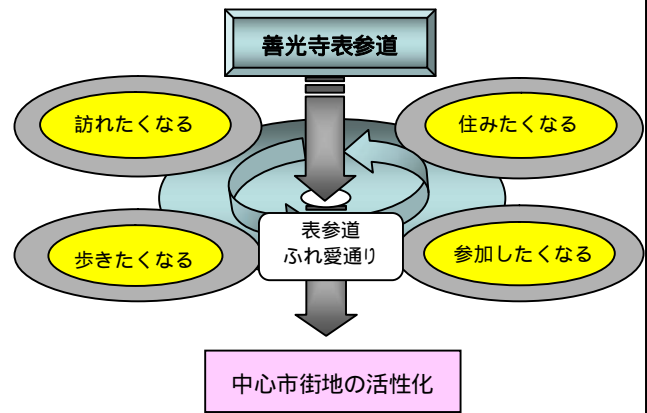 善光寺表参道
訪れたくなる
住みたくなる
表参道
ふれ愛通り
歩きたくなる
参加したくなる
中心市街地の活性化